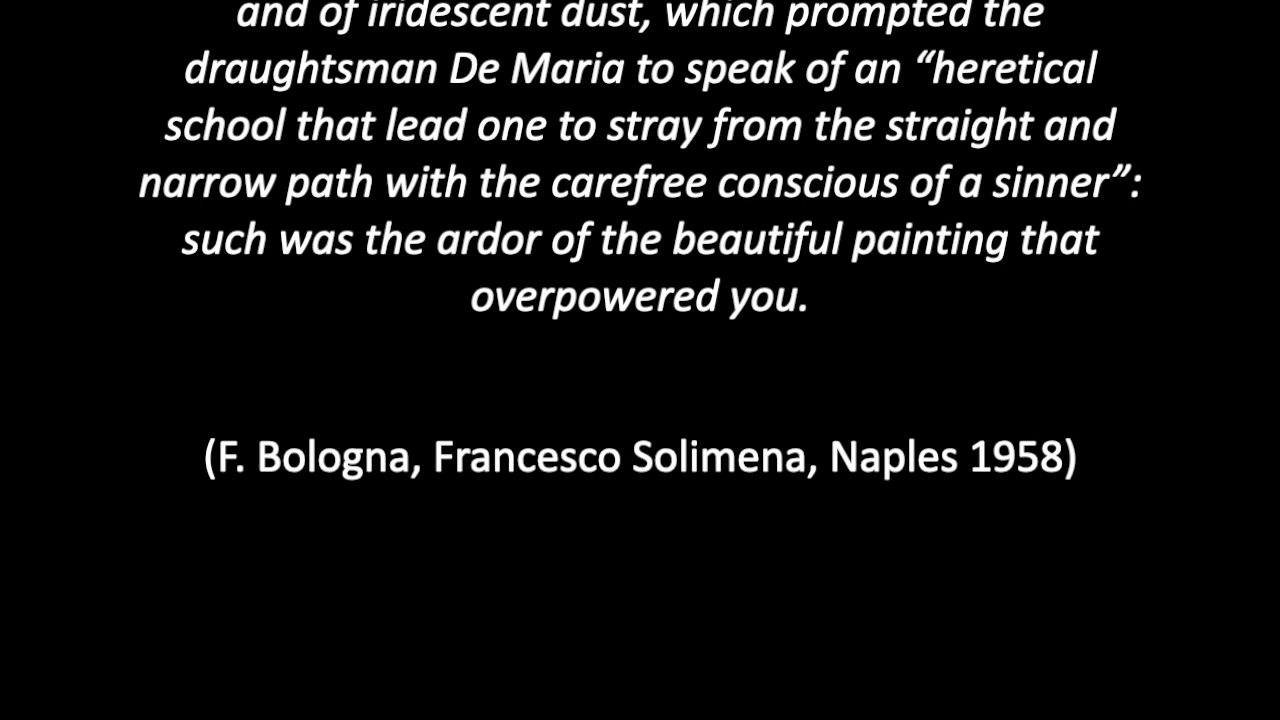 and of iridescent dust, which prompted the
draughtsman De Maria to speak of an “heretical
school that lead one to stray from the straight and
narrow path with the carefree conscious of a sinner”:
such was the ardor of the beautiful painting that
overpowered you.
(F. Bologna, Francesco Solimena, Naples 1958)